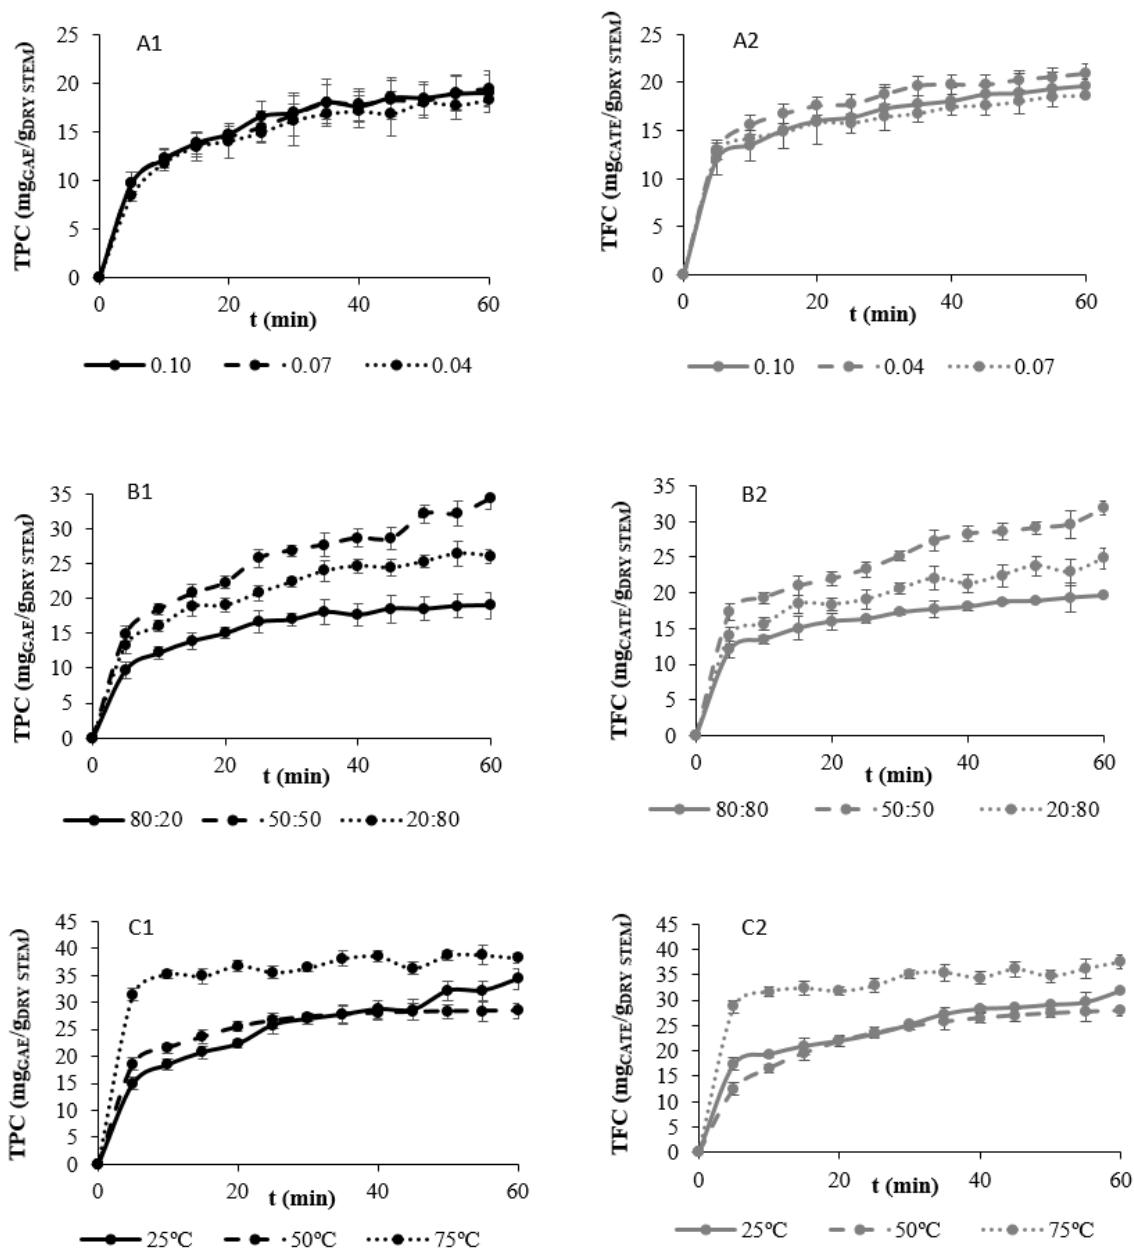 A1
TPC (mgGAE/gDRY STEM)
25
20
15
10
5
0
0 20 40 60
t (min)
0.10 0.07 0.04
A2
TFC (mgCATE/gDRY STEM)
25
20
15
10
5
0
0 20 40 60
t (min)
0.10 0.04 0.07
B1
TPC (mgGAE/gDRY STEM)
35
30
25
20
15
10
5
0
0 20 40 60
t (min)
80:20 50:50 20:80
B2
TFC (mgCATE/gDRY STEM)
35
30
25
20
15
10
5
0
0 20 40 60
t (min)
80:80 50:50 20:80
C1
TPC (mgGAE/gDRY STEM)
45
40
35
30
25
20
15
10
5
0
0 20 40 60
t (min)
25ºC 50ºC 75ºC
C2
TFC (mgCATE/gDRY STEM)
45
40
35
30
25
20
15
10
5
0
0 20 40 60
t (min)
25ºC 50ºC 75ºC